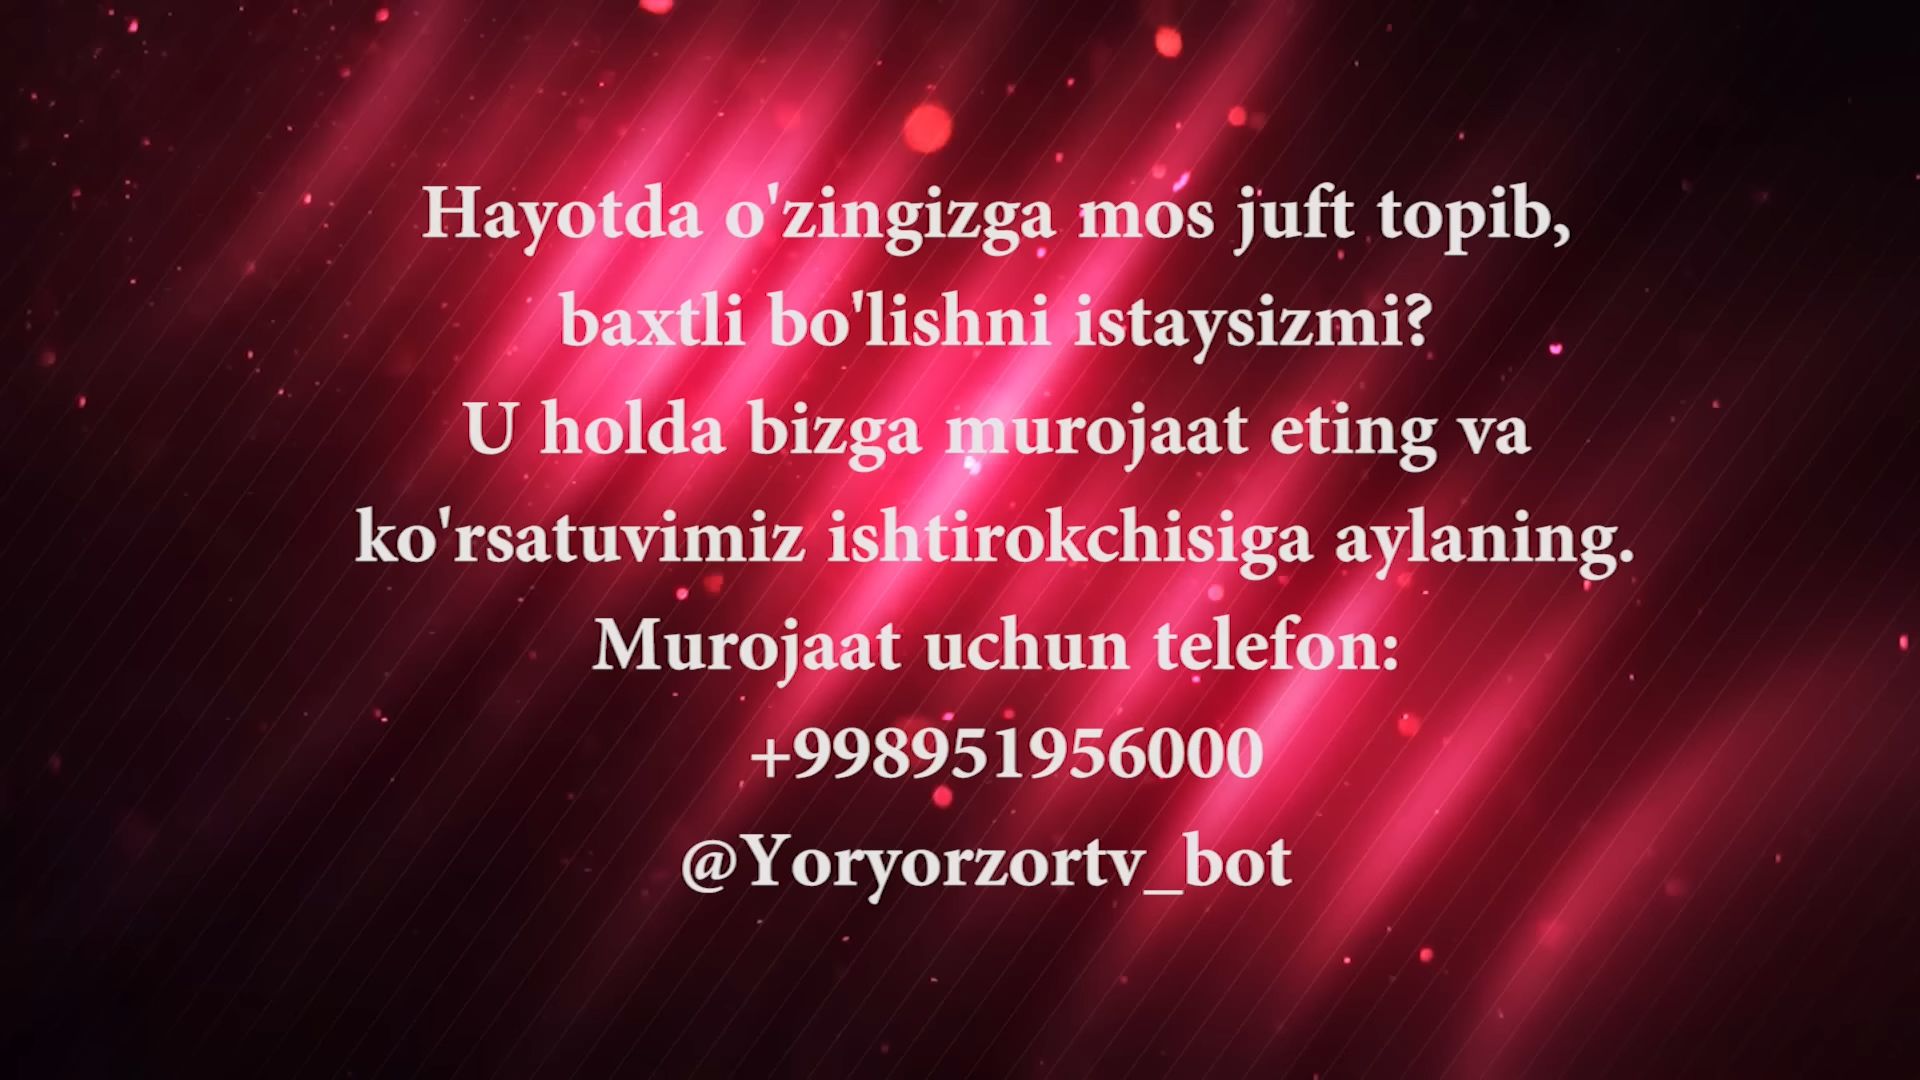 Hayotda o'zingizga mos juft topib,
baxtli bo'lishni istaysizmi?
U holda bizga murojaat eting va
ko'rsatuvimiz ishtirokchisiga aylaning.
Murojaat uchun telefon:
+998951956000
@Yoryorzortv_bot